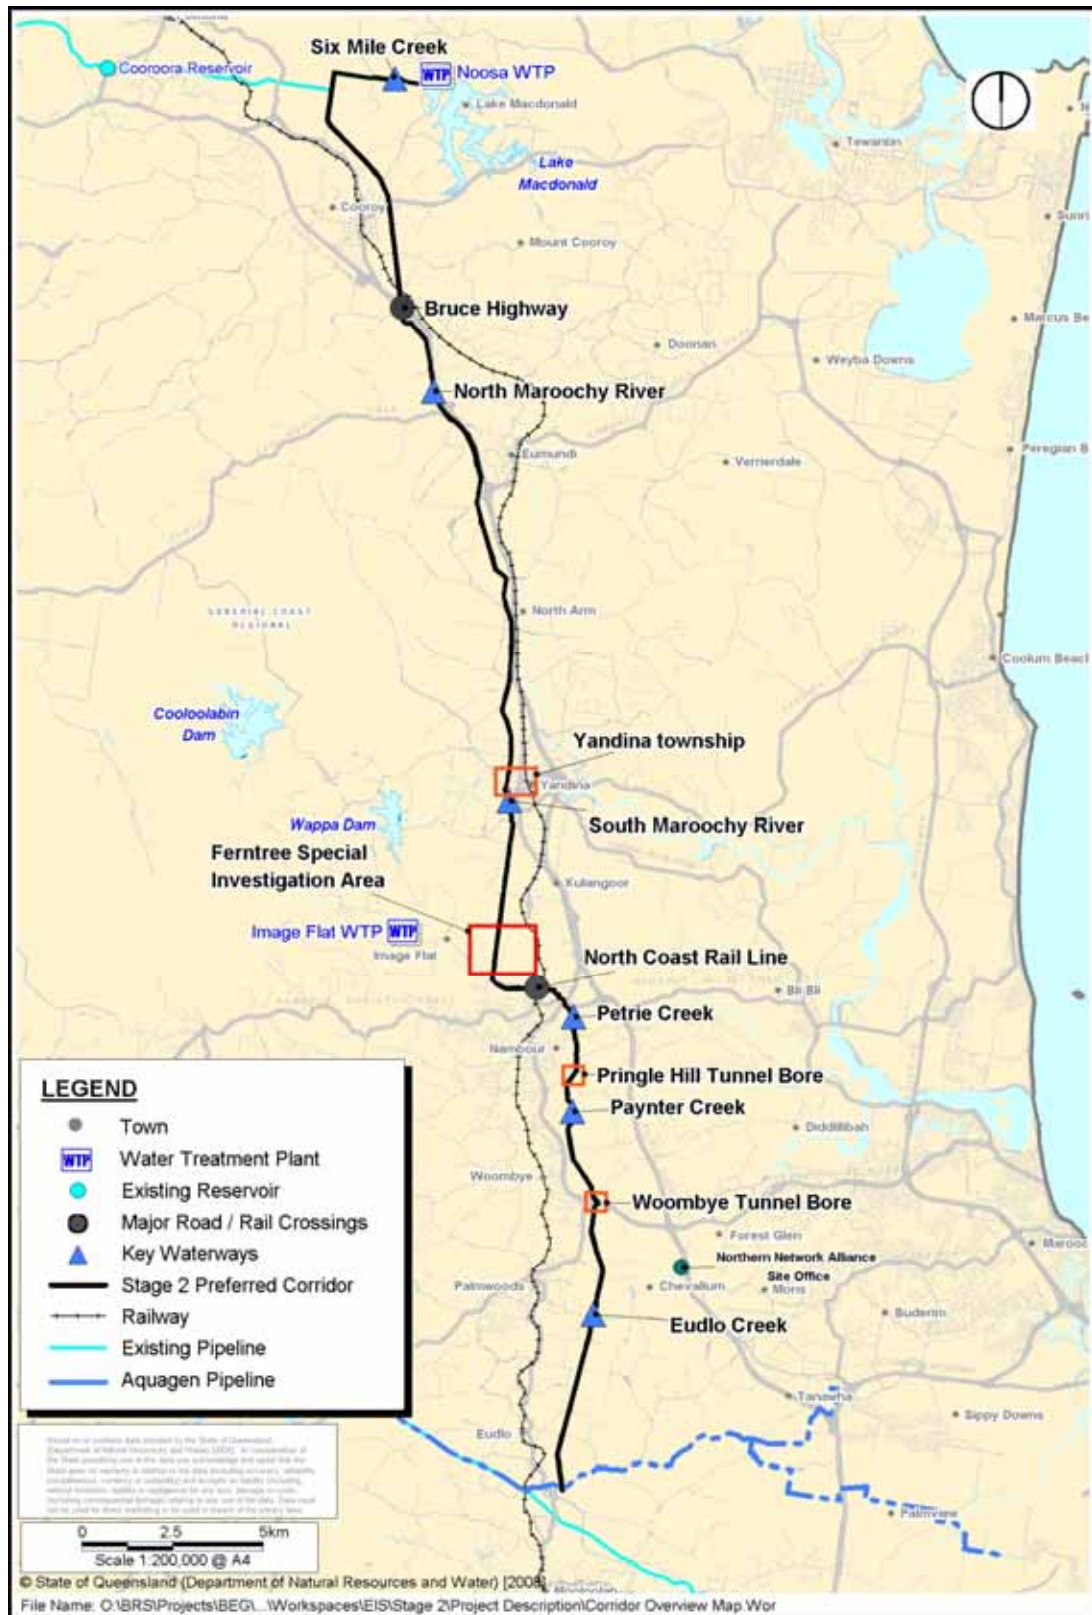 Six Mile Creek
Cooroora Reservoir
WTP Noosa WTP
Lake Macdonald
Tewantin
Lake
Macdonald
Cooroy
Mount Cooroy
Bruce Highway
Doonan
Marcus Be
Weyba Downs
North Maroochy River
Eumundi
Verrierdale
Peregian B
North Arm
SUNSHINE COAST
REGIONAL
Coolum Beach
Cooloolabin
Dam
Yandina township
Yandina
Wappa Dam
South Maroochy River
Ferntree Special
Investigation Area
Kulangoor
Image Flat WTP WTP
Image Flat
North Coast Rail Line
Bli Bli
Petrie Creek
Nambour
Pringle Hill Tunnel Bore
Paynter Creek
Diddillibah
Woombye
Woombye Tunnel Bore
Forest Glen
Northern Network Alliance
Site Office
Palmwoods
Chevallum
Mons
Buderim
Eudlo Creek
Tanawha
Sippy Downs
Eudlo
Palmview
LEGEND
Town
WTP Water Treatment Plant
Existing Reservoir
Major Road / Rail Crossings
Key Waterways
Stage 2 Preferred Corridor
Railway
Existing Pipeline
Aquagen Pipeline
0 2.5 5km
Scale 1:200,000 @ A4
© State of Queensland (Department of Natural Resources and Water) [2008]
File Name: O:\BRS\Projects\BEG\...\Workspaces\EIS\Stage 2\Project Description\Corridor Overview Map.Wor